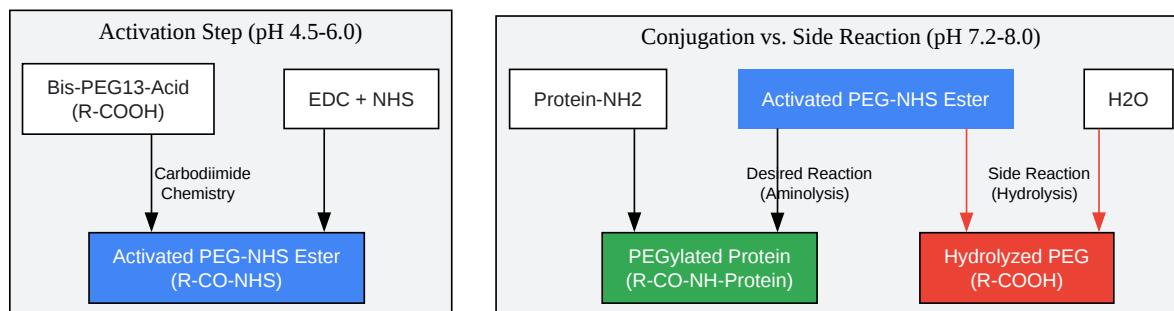 Activation Step (pH 4.5-6.0)
Bis-PEG13-Acid
(R-COOH)
EDC + NHS
Carbodiimide
Chemistry
Activated PEG-NHS Ester
(R-CO-NHS)
Conjugation vs. Side Reaction (pH 7.2-8.0)
Protein-NH2
Activated PEG-NHS Ester
H2O
Desired Reaction
(Aminolysis)
Side Reaction
(Hydrolysis)
PEGylated Protein
(R-CO-NH-Protein)
Hydrolyzed PEG
(R-COOH)